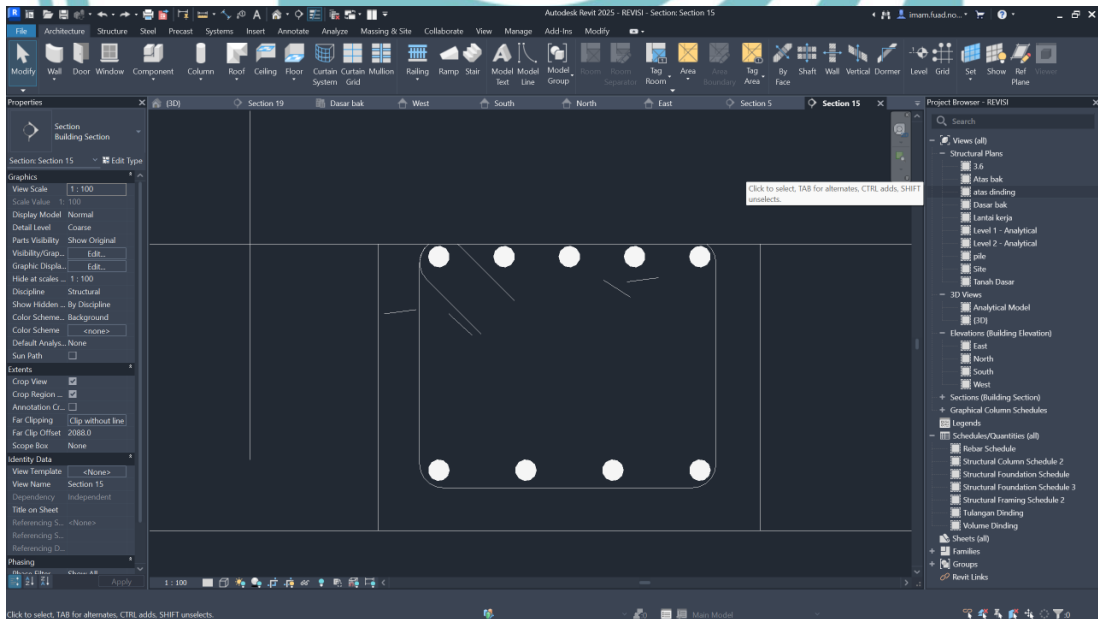 Autodesk Revit 2025 - REVISI - Section: Section 15
imam.fuad.no...
File Architecture Structure Steel Precast Systems Insert Annotate Analyze Massing & Site Collaborate View Manage Add-Ins Modify
Modify Wall Door Window Component Column Roof Ceiling Floor Curtain System Curtain Grid Mullion Railing Ramp Stair Model Text Model Line Model Group Room Room Separator Tag Room Area Area Boundary Tag Area By Face Shaft Wall Vertical Dormer Level Grid Set Show Ref Plane Viewer
Properties
(3D) Section 19 Dasar bak West South North East Section 5 Section 15
Section
Building Section
Section: Section 15 Edit Type
Graphics
View Scale 1 : 100
Scale Value 1: 100
Display Model Normal
Detail Level Coarse
Parts Visibility Show Original
Visibility/Grap... Edit...
Graphic Displa... Edit...
Hide at scales ... 1 : 100
Discipline Structural
Show Hidden ... By Discipline
Color Scheme... Background
Color Scheme <none>
Default Analys... None
Sun Path
Extents
Crop View
Crop Region ...
Annotation Cr...
Far Clipping Clip without line
Far Clip Offset 2088.0
Scope Box None
Identity Data
View Template <None>
View Name Section 15
Dependency Independent
Title on Sheet
Referencing S... <None>
Referencing S...
Referencing D...
Phasing
Phase Filter Show All
Apply
Click to select, TAB for alternates, CTRL adds, SHIFT
unselects.
Project Browser - REVISI
Search
Views (all)
Structural Plans
3.6
Atas bak
atas dinding
Dasar bak
Lantai kerja
Level 1 - Analytical
Level 2 - Analytical
pile
Site
Tanah Dasar
3D Views
Analytical Model
{3D}
Elevations (Building Elevation)
East
North
South
West
Sections (Building Section)
Graphical Column Schedules
Legends
Schedules/Quantities (all)
Rebar Schedule
Structural Column Schedule 2
Structural Foundation Schedule
Structural Foundation Schedule 3
Structural Framing Schedule 2
Tulangan Dinding
Volume Dinding
Sheets (all)
Families
Groups
Revit Links
1 : 100
Click to select, TAB for alternates, CTRL adds, SHIFT unselects.
Main Model
:0